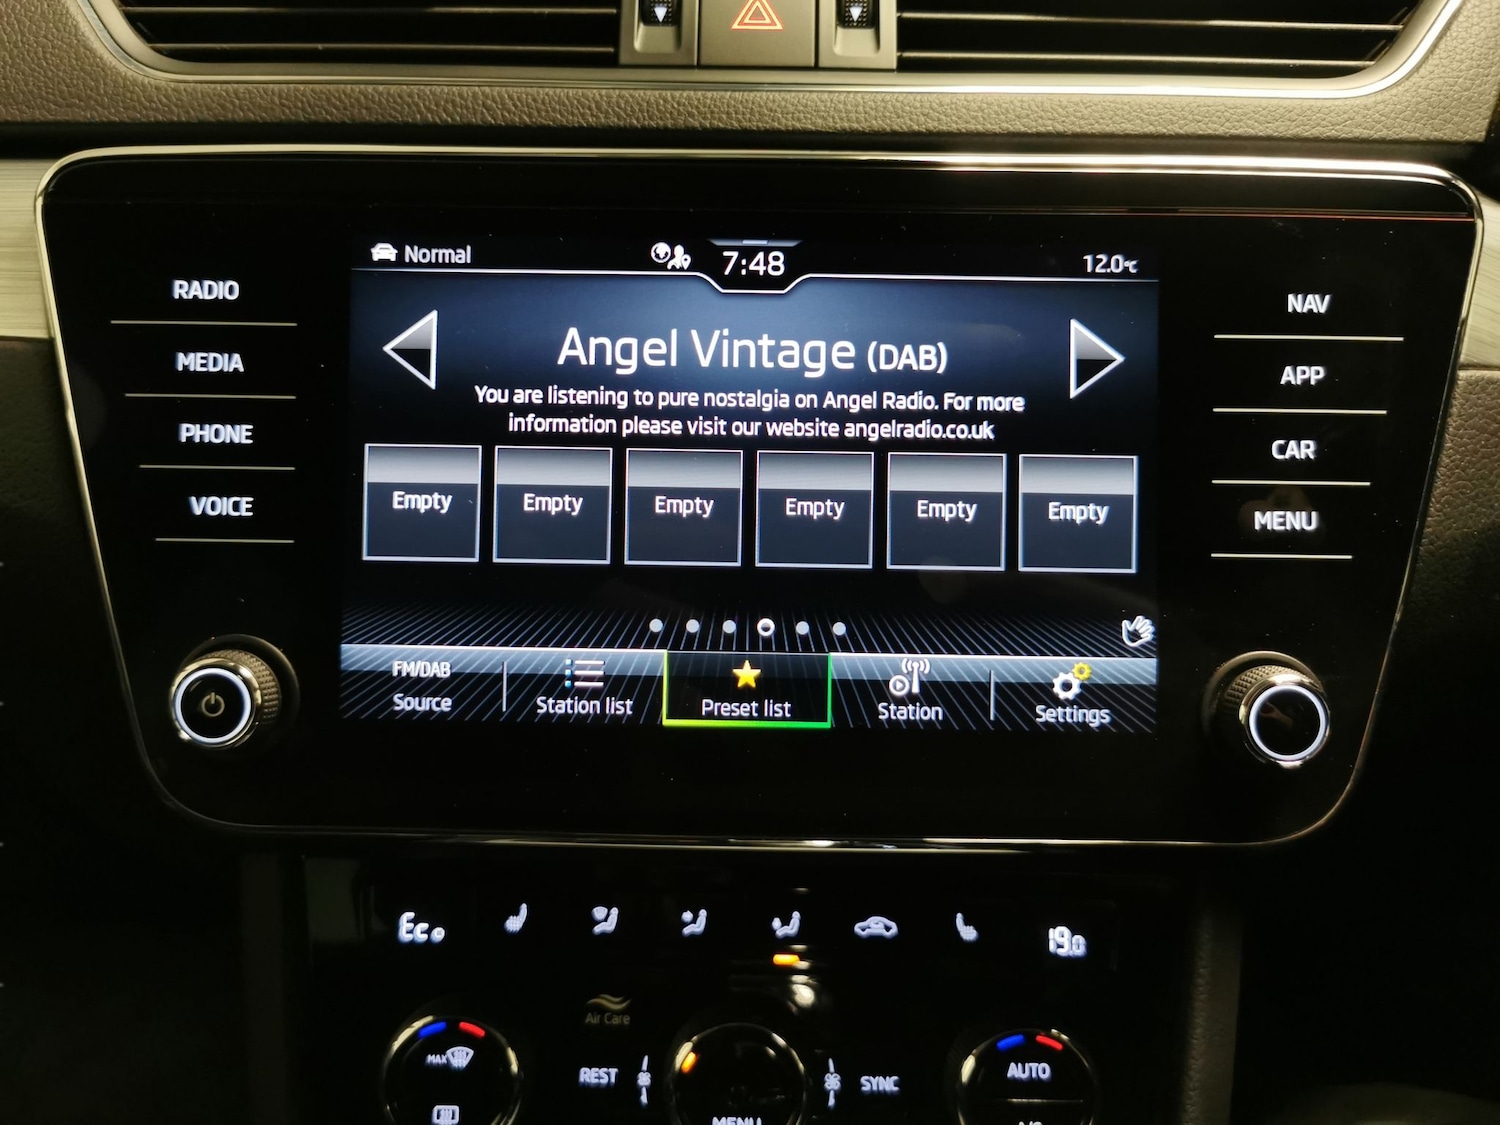 Normal
7:48
12.0°C
RADIO
MEDIA
PHONE
VOICE
NAV
APP
CAR
MENU
Angel Vintage (DAB)
You are listening to pure nostalgia on Angel Radio. For more
information please visit our website angelradio.co.uk
Empty Empty Empty Empty Empty Empty
FM/DAB
Source Station list Preset list Station Settings
Eco
19.0
Air Care
MAX
REST
SYNC
AUTO
MENU